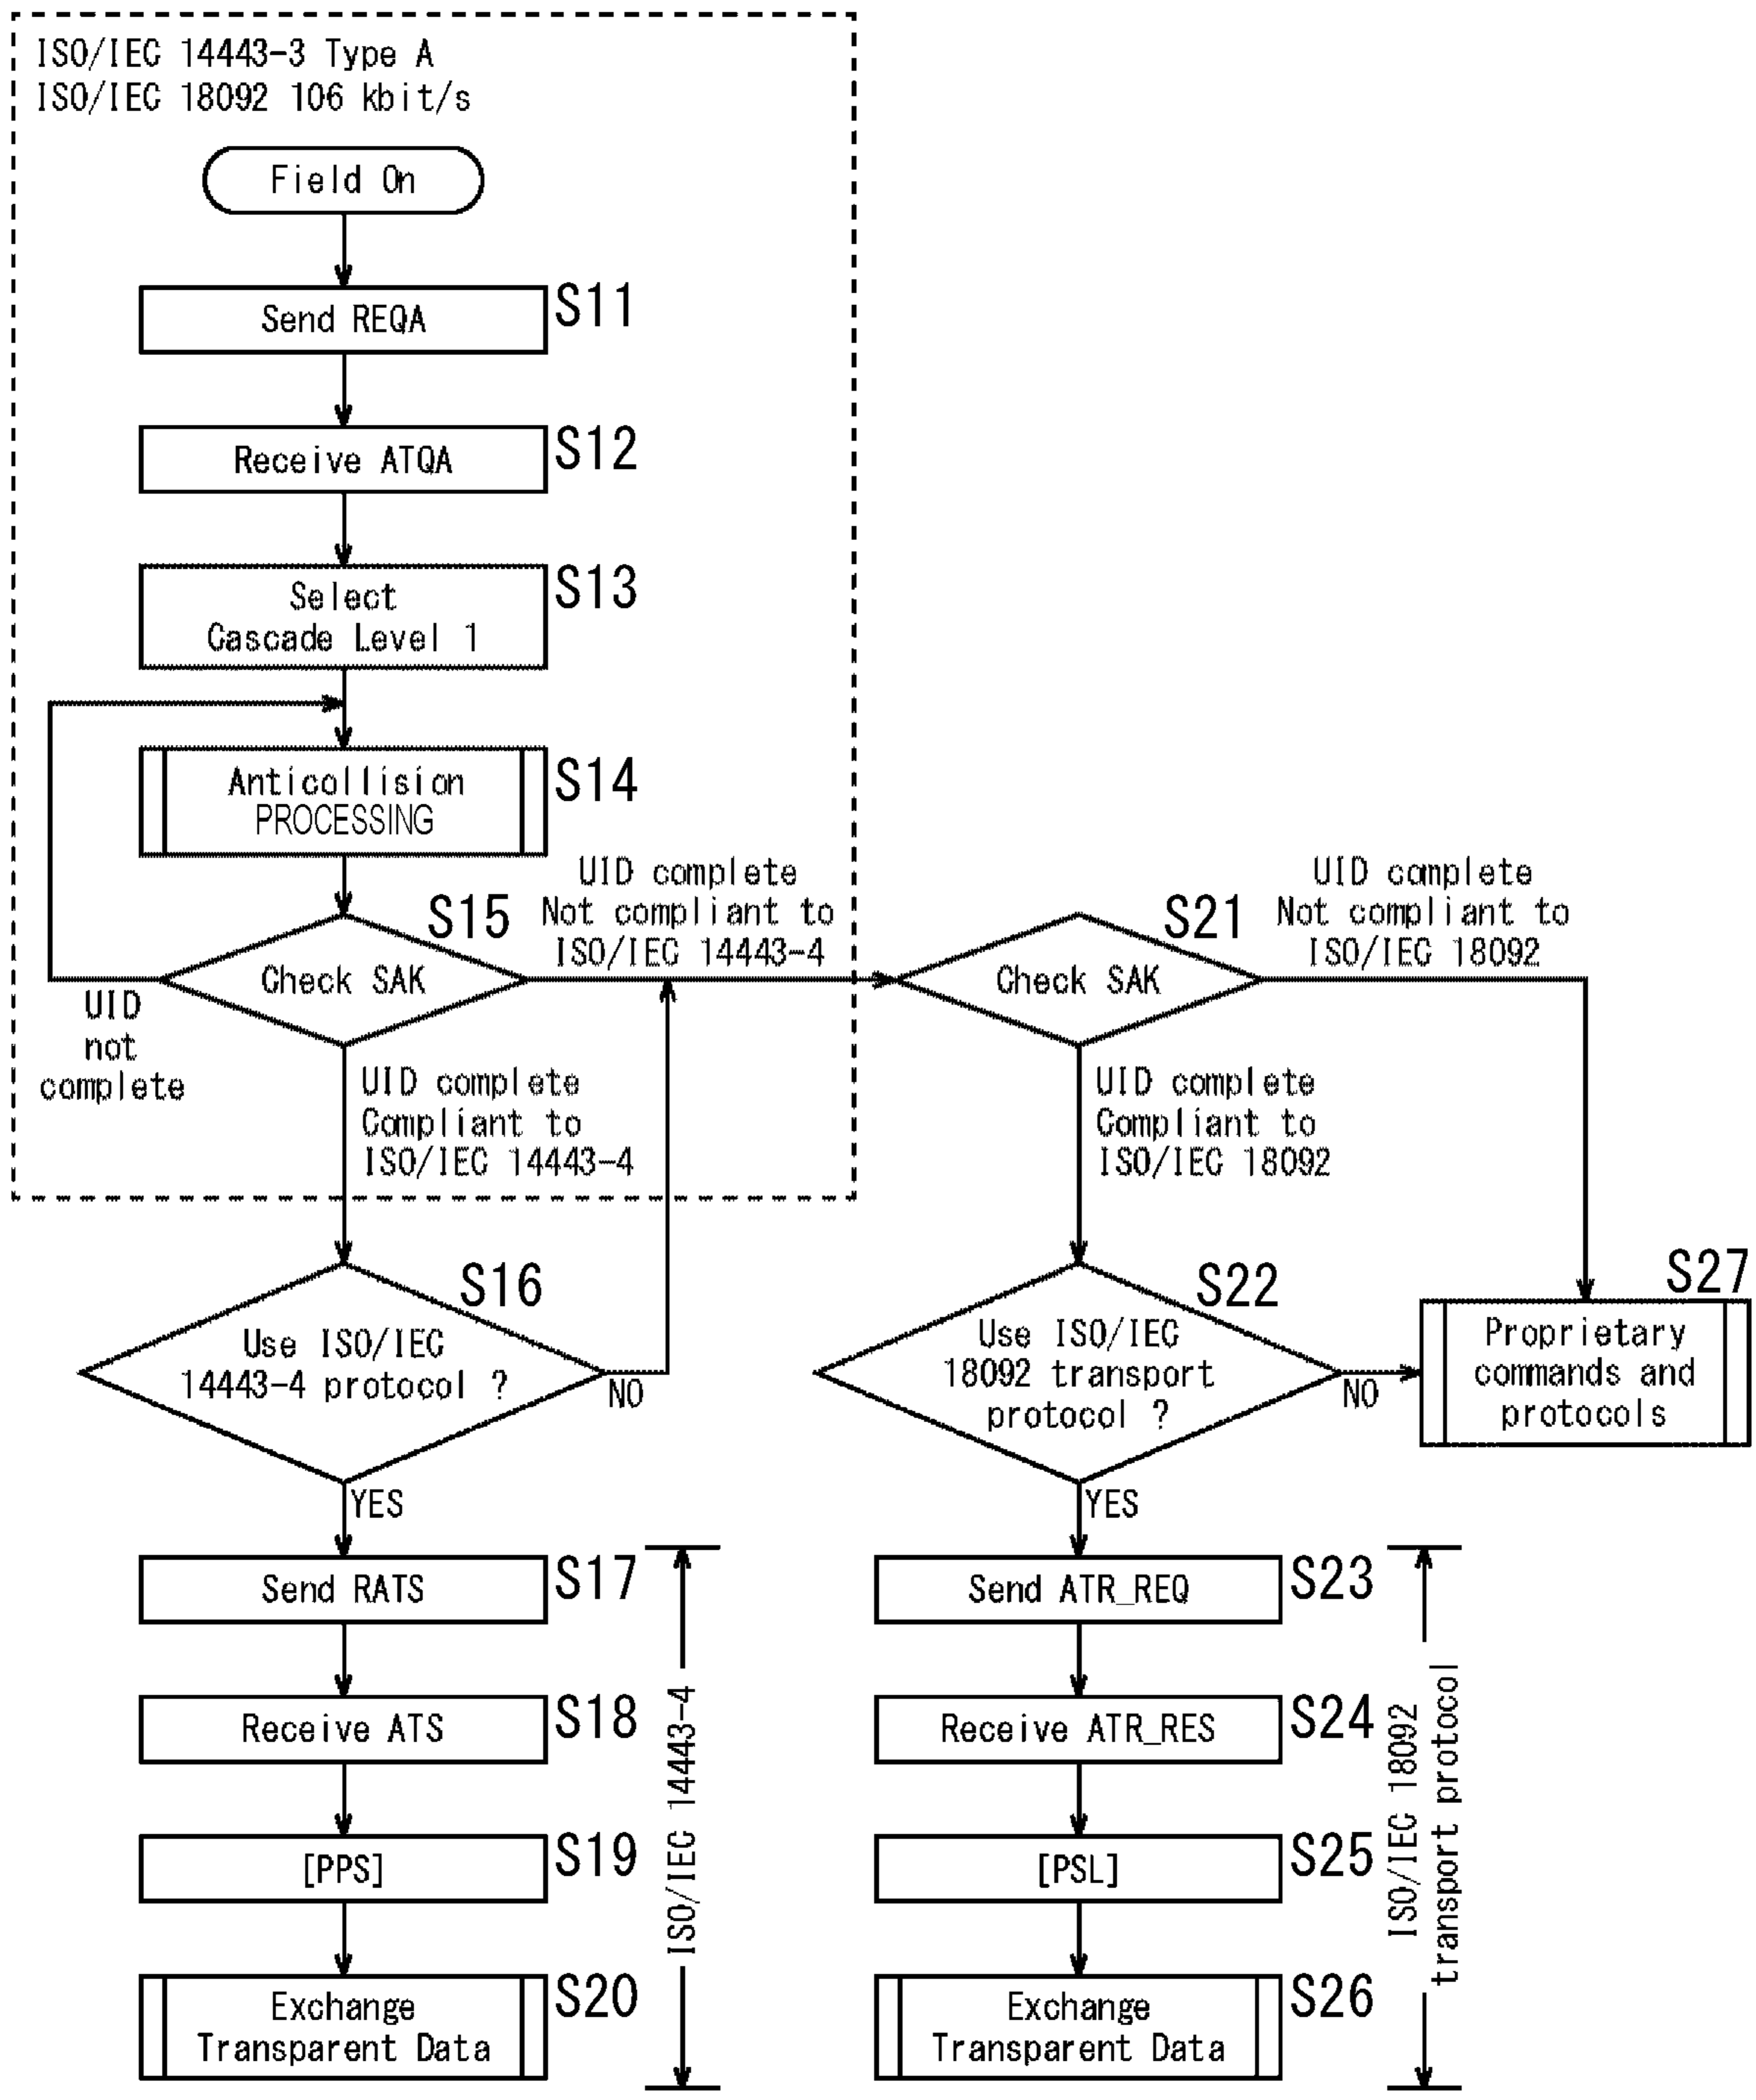 ISO/IEC 14443-3 Type A
ISO/IEC 18092 106 kbit/s
Field On
Send REQA
S11
Receive ATQA
S12
Select
Cascade Level 1
S13
Anticollision
PROCESSING
S14
Check SAK
S15
UID
not
complete
UID complete
Not compliant to
ISO/IEC 14443-4
UID complete
Compliant to
ISO/IEC 14443-4
Check SAK
S21
UID complete
Not compliant to
ISO/IEC 18092
UID complete
Compliant to
ISO/IEC 18092
Use ISO/IEC
14443-4 protocol ?
S16
NO
YES
Use ISO/IEC
18092 transport
protocol ?
S22
NO
YES
Proprietary
commands and
protocols
S27
Send RATS
S17
Receive ATS
S18
[PPS]
S19
Exchange
Transparent Data
S20
ISO/IEC 14443-4
Send ATR_REQ
S23
Receive ATR_RES
S24
[PSL]
S25
Exchange
Transparent Data
S26
ISO/IEC 18092
transport protocol